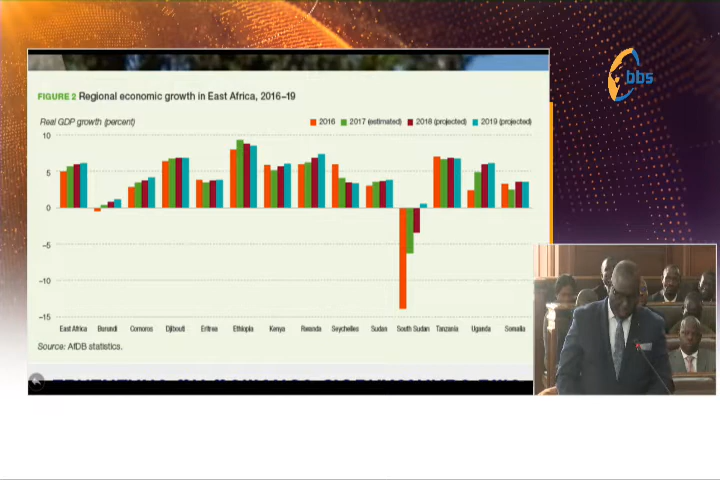 bbs
FIGURE 2 Regional economic growth in East Africa, 2016–19
Real GDP growth (percent)
2016 2017 (estimated) 2018 (projected) 2019 (projected)
10
5
0
–5
–10
–15
East Africa Burundi Comoros Djibouti Eritrea Ethiopia Kenya Rwanda Seychelles Sudan South Sudan Tanzania Uganda Somalia
Source: AfDB statistics.